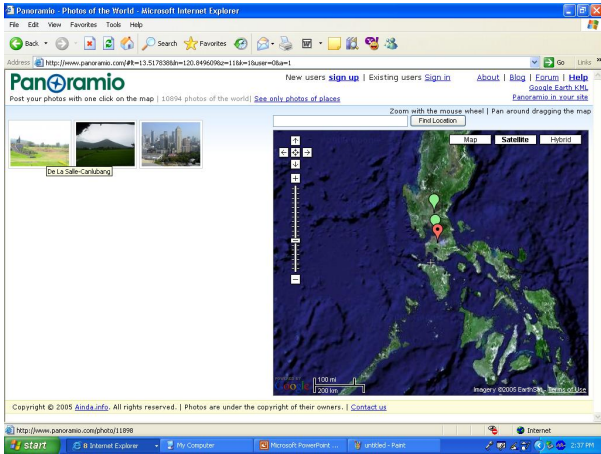 Panoramio - Photos of the World - Microsoft Internet Explorer
File Edit View Favorites Tools Help
Back Search Favorites
Address http://www.panoramio.com/#lt=13.517838&ln=120.849609&z=11&k=1&user=0&a=1 Go Links »
Panoramio New users sign up | Existing users Sign in About | Blog | Forum | Help
Google Earth KML
Post your photos with one click on the map | 10894 photos of the world| See only photos of places Panoramio in your site
Zoom with the mouse wheel | Pan around dragging the map
Find Location
Map Satellite Hybrid
De La Salle-Canlubang
POWERED BY
Google
100 mi
200 km
Imagery ©2005 EarthSat - Terms of Use
Copyright © 2005 Ainda.info. All rights reserved. | Photos are under the copyright of their owners. | Contact us
http://www.panoramio.com/photo/11898 Internet
start 8 Internet Explorer My Computer Microsoft PowerPoint ... untitled - Paint 2:37 PM